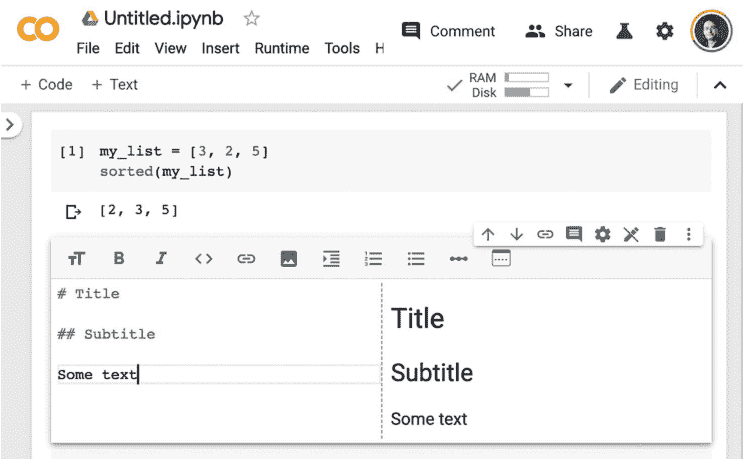 CO Untitled.ipynb
Comment Share
File Edit View Insert Runtime Tools H
+ Code + Text
RAM
Disk
Editing
[1] my_list = [3, 2, 5]
sorted(my_list)
[2, 3, 5]
TT B I <> 
# Title
Title
## Subtitle
Subtitle
Some text
Some text